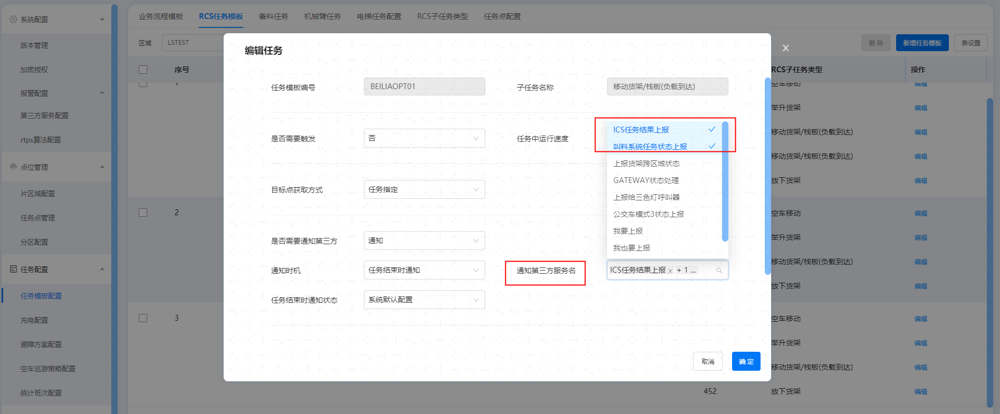 系统配置
版本管理
加密授权
报警配置
第三方服务配置
rtps算法配置
点位管理
片区域配置
任务点管理
分区配置
任务配置
任务模板配置
充电配置
避障方案配置
空车巡游策略配置
统计班次配置
业务流程模板 RCS任务模板 备料任务 机械臂任务 电梯任务配置 RCS子任务类型 任务点配置
区域 LSTEST
删 除 新增任务模板 表设置
序号 RCS子任务类型 操作
编辑任务
X
任务模板编号 BEILIAOPT01 子任务名称 移动货架/栈板(负载到达)
是否需要触发 否 任务中运行速度
ICS任务结果上报
叫料系统任务状态上报
上报货架跨区域状态
GATEWAY状态处理
上报给三色灯呼叫器
公交车模式3状态上报
我要上报
我也要上报
目标点获取方式 任务指定
是否需要通知第三方 通知
通知时机 任务结束时通知 通知第三方服务名 ICS任务结果上报 x + 1 ...
任务结束时通知状态 系统默认配置
取消 确 定
空车移动 编辑
举升货架 编辑
移动货架/栈板(负载到达) 编辑
移动货架/栈板(负载到达) 编辑
放下货架 编辑
2 空车移动 编辑
举升货架 编辑
移动货架/栈板(负载到达) 编辑
放下货架 编辑
3 空车移动 编辑
举升货架 编辑
移动货架/栈板(负载到达) 编辑
452 放下货架 编辑